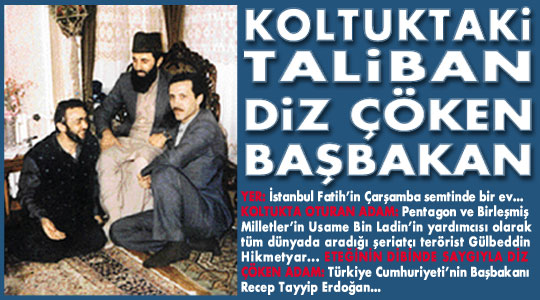 KOLTUKTAKi
TALiBAN
DiZ ÇÖKEN
BAŞBAKAN
YER: İstanbul Fatih’in Çarşamba semtinde bir ev...
KOLTUKTA OTURAN ADAM: Pentagon ve Birleşmiş
Milletler’in Usame Bin Ladin’in yardımcısı olarak
tüm dünyada aradığı şeriatçı terörist Gülbeddin
Hikmetyar... ETEĞİNİN DİBİNDE SAYGIYLA DİZ
ÇÖKEN ADAM: Türkiye Cumhuriyeti’nin Başbakanı
Recep Tayyip Erdoğan...